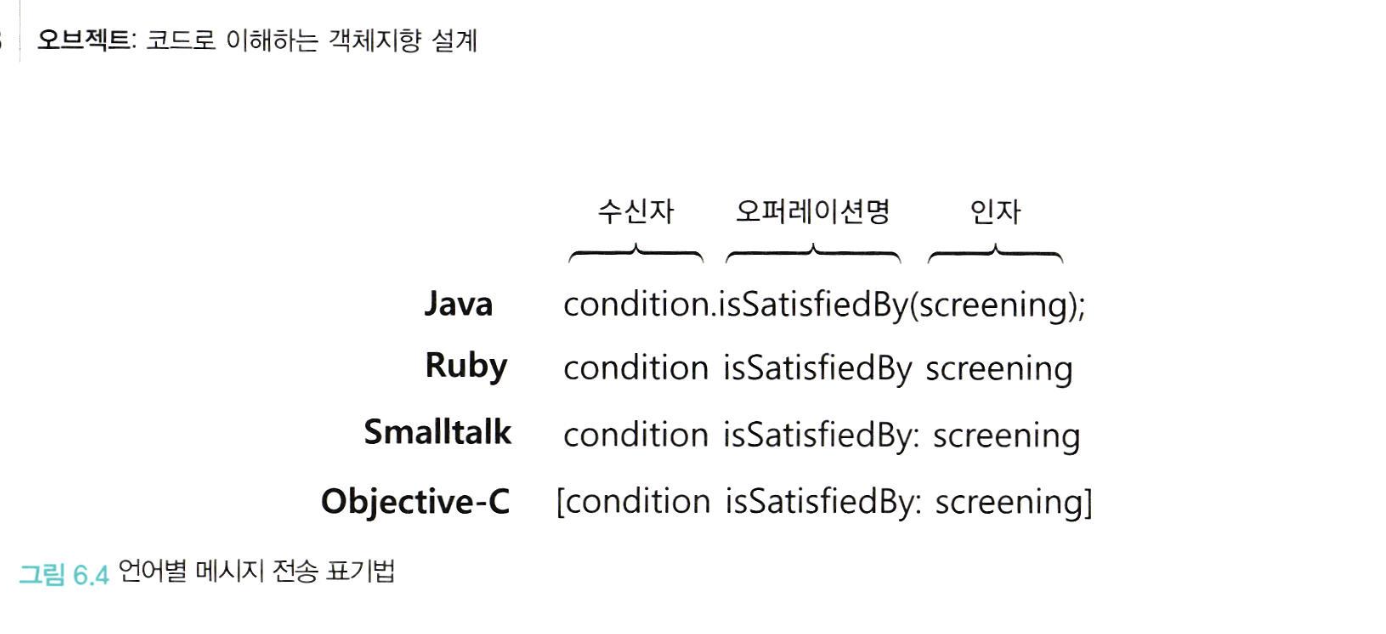 오브젝트: 코드로 이해하는 객체지향 설계
수신자 오퍼레이션명 인자
Java condition.isSatisfiedBy(screening);
Ruby condition isSatisfiedBy screening
Smalltalk condition isSatisfiedBy: screening
Objective-C [condition isSatisfiedBy: screening]
그림 6.4 언어별 메시지 전송 표기법